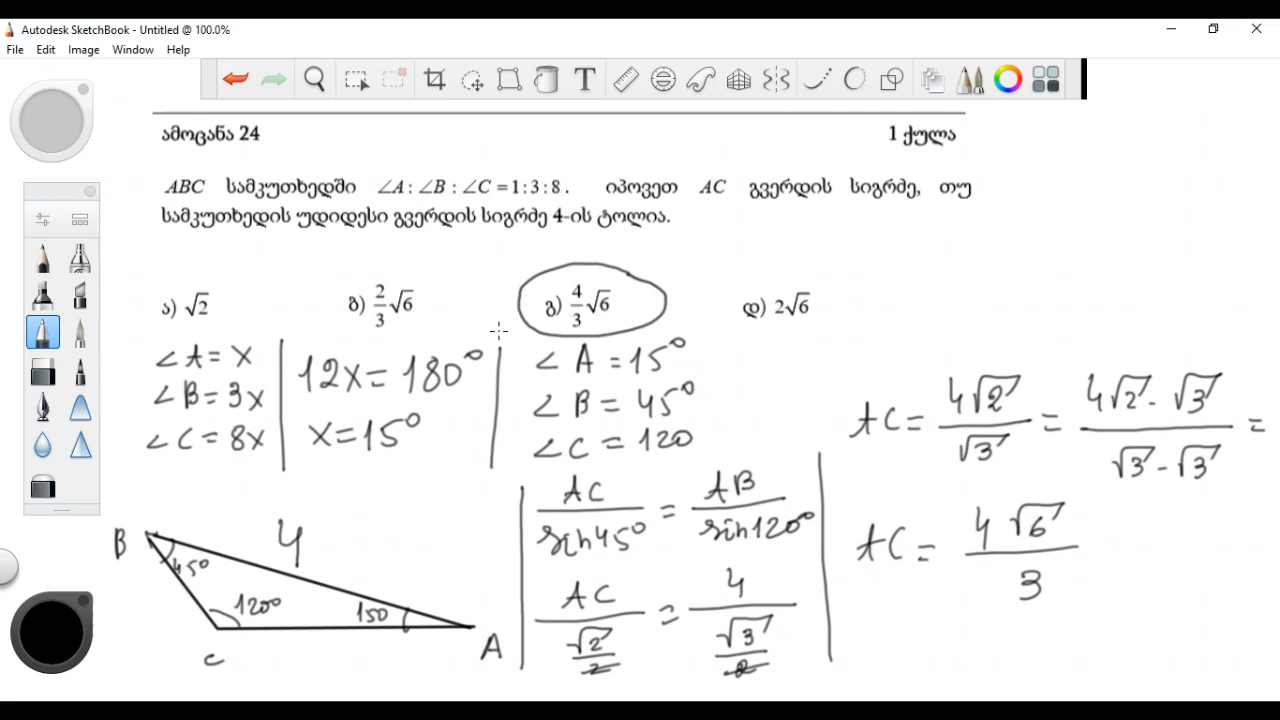 Autodesk SketchBook - Untitled @ 100.0%
File Edit Image Window Help
T
ამოცანა 24 1 ქულა
ABC სამკუთხედში ∠A : ∠B : ∠C = 1 : 3 : 8 . იპოვეთ AC გვერდის სიგრძე, თუ
სამკუთხედის უდიდესი გვერდის სიგრძე 4-ის ტოლია.
ა) √2 ბ) 2/3 √6 გ) 4/3 √6 დ) 2√6
∠A = x
∠B = 3x
∠C = 8x
12x = 180°
x = 15°
∠A = 15°
∠B = 45°
∠C = 120
B 4 45° 120° 15° A C
AC/sin45° = AB/sin120°
AC/(√2/2) = 4/(√3/2)
AC = 4√2/√3 = 4√2 · √3/√3 · √3 =
AC = 4√6/3